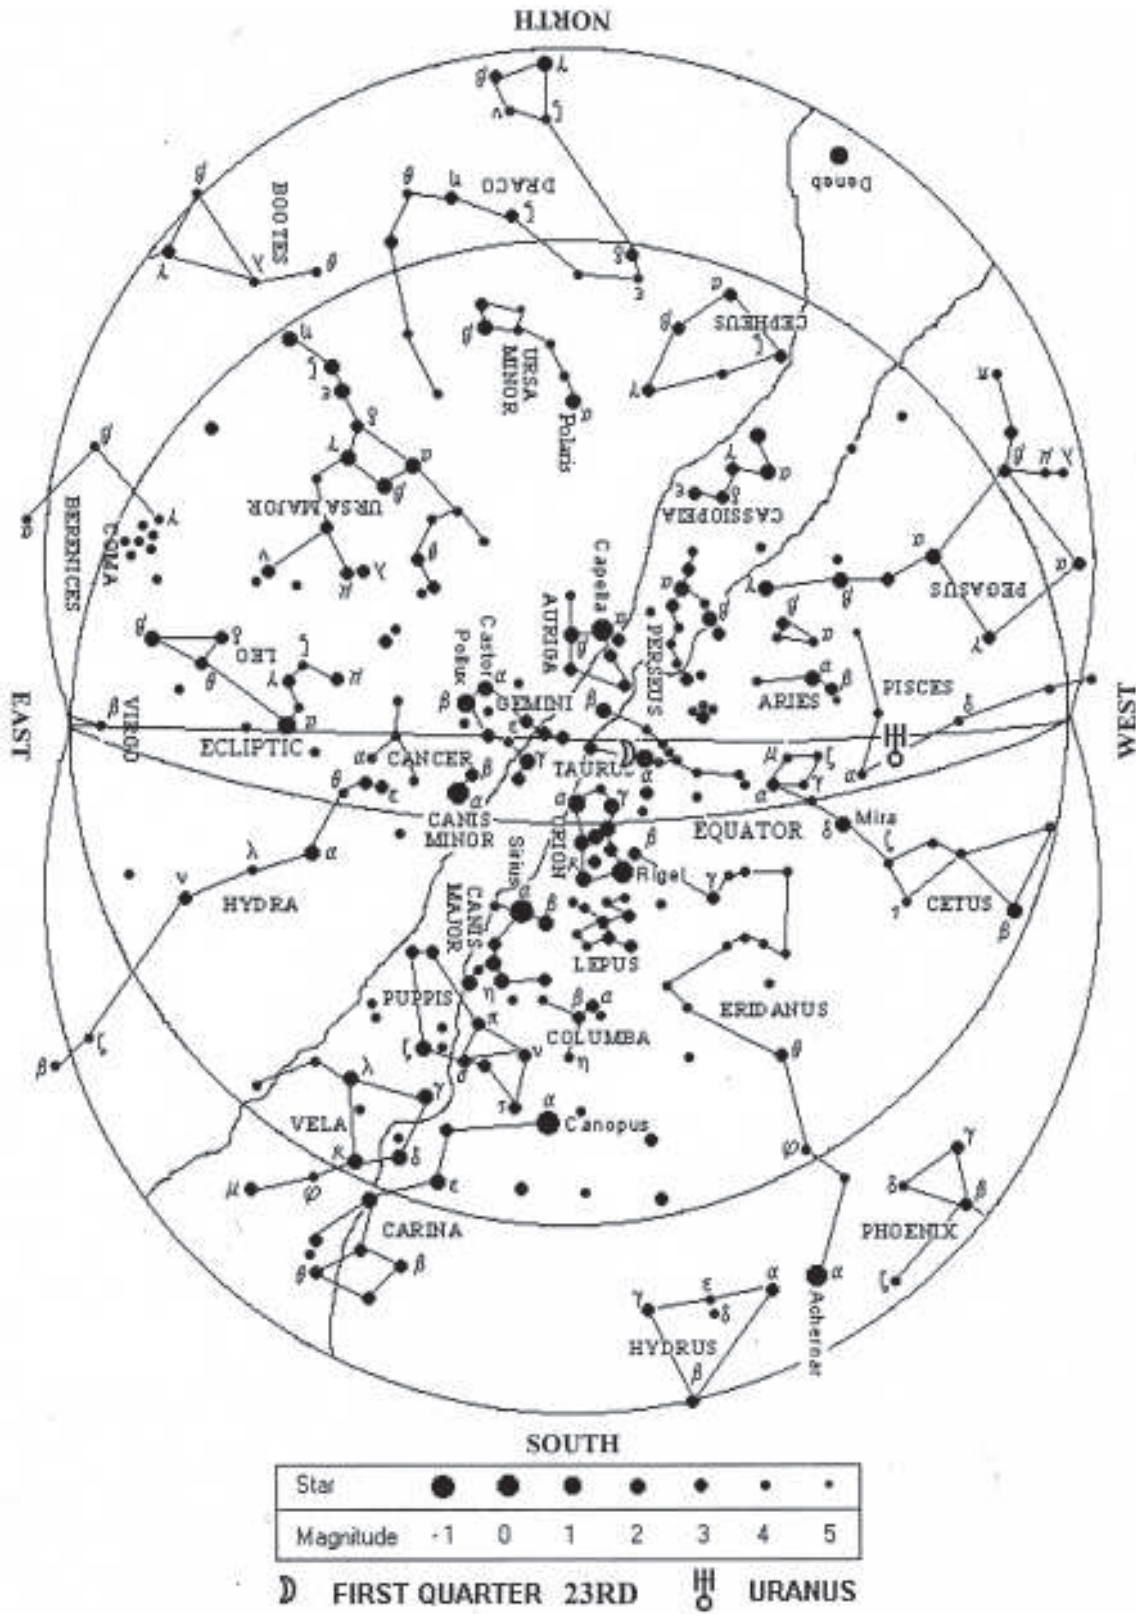 NORTH
γ
β
ν
ζ
Deneb
DRACO
θ
η
ζ
β
BOOTES
γ
λ
θ
δ
ε
α
CEPHEUS
β
ζ
γ
β
URSA
MINOR
α
Polaris
η
ζ
ε
δ
γ
α
β
URSA MAJOR
π
β
μ
λ
γ
α
δ
ε
CASSIOPEIA
β
α
γ
COMA
BERENICES
ν
μ
λ
θ
Capella
α
β
AURIGA
PERSEUS
α
β
γ
β
α
PEGASUS
α
γ
β
δ
LEO
θ
ζ
γ
μ
α
Castor
Pollux
α
β
GEMINI
ε
γ
β
β
α
α
β
ARIES
PISCES
δ
α
EAST
WEST
β
VIRGO
ECLIPTIC
α
CANCER
TAURUS
α
μ
ζ
γ
α
θ
ε
β
α
CANIS
MINOR
α
γ
ORION
κ
β
Rigel
EQUATOR
δ
Mira
ζ
τ
CETUS
β
λ
α
ν
HYDRA
Sirius
α
β
CANIS
MAJOR
γ
LEPUS
η
PUPPIS
β
α
COLUMBA
ERIDANUS
ζ
β
π
ζ
σ
ν
η
τ
θ
λ
γ
VELA
α
Canopus
κ
δ
μ
φ
ε
φ
γ
δ
β
PHOENIX
CARINA
θ
β
ζ
γ
ε
δ
α
α
Achernar
HYDRUS
β
SOUTH
Star
Magnitude -1 0 1 2 3 4 5
FIRST QUARTER 23RD URANUS